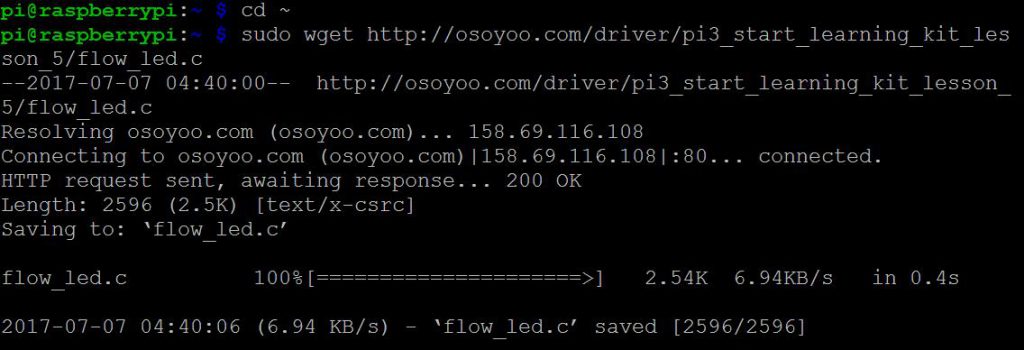 pi@raspberrypi:~ $ cd ~
pi@raspberrypi:~ $ sudo wget http://osoyoo.com/driver/pi3_start_learning_kit_les
son_5/flow_led.c
--2017-07-07 04:40:00--  http://osoyoo.com/driver/pi3_start_learning_kit_lesson_
5/flow_led.c
Resolving osoyoo.com (osoyoo.com)... 158.69.116.108
Connecting to osoyoo.com (osoyoo.com)|158.69.116.108|:80... connected.
HTTP request sent, awaiting response... 200 OK
Length: 2596 (2.5K) [text/x-csrc]
Saving to: ‘flow_led.c’
flow_led.c          100%[=====================>]   2.54K  6.94KB/s   in 0.4s
2017-07-07 04:40:06 (6.94 KB/s) - ‘flow_led.c’ saved [2596/2596]